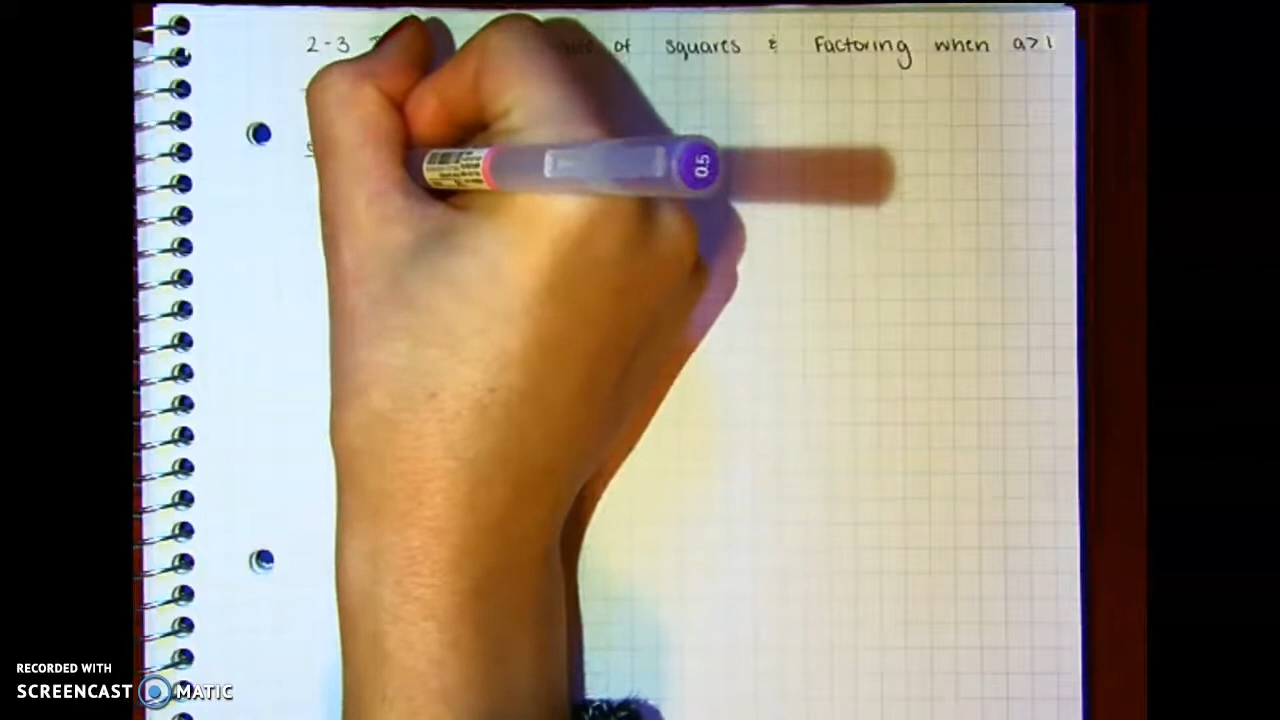 2-3 of squares & Factoring when a>1
0.5
RECORDED WITH
SCREENCAST MATIC